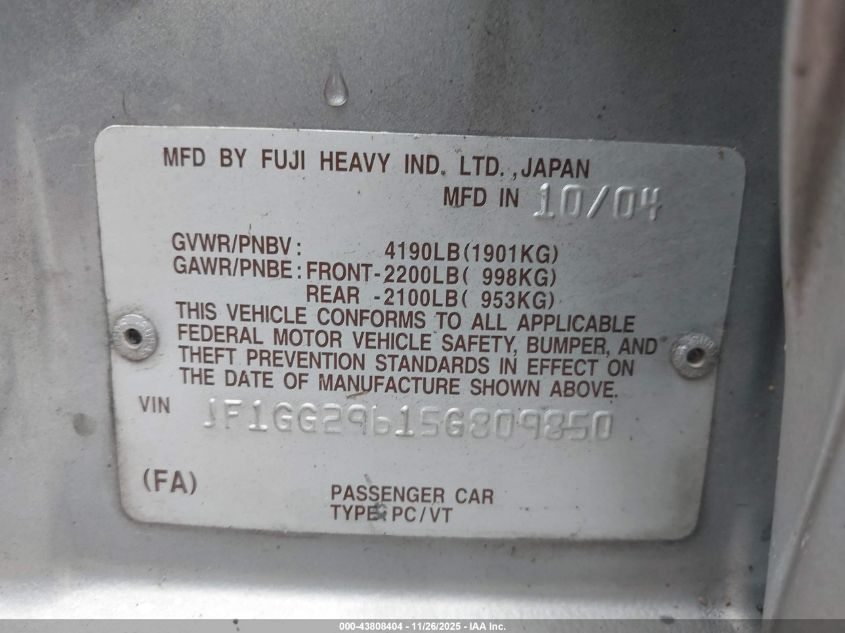 MFD BY FUJI HEAVY IND. LTD.,JAPAN
MFD IN 10/04
GVWR/PNBV: 4190LB(1901KG)
GAWR/PNBE: FRONT-2200LB( 998KG)
REAR -2100LB( 953KG)
THIS VEHICLE CONFORMS TO ALL APPLICABLE
FEDERAL MOTOR VEHICLE SAFETY, BUMPER, AND
THEFT PREVENTION STANDARDS IN EFFECT ON
THE DATE OF MANUFACTURE SHOWN ABOVE.
VIN JF1GG29615G809850
(FA)
PASSENGER CAR
TYPE: PC/VT
000-43808404 - 11/26/2025 - IAA Inc.